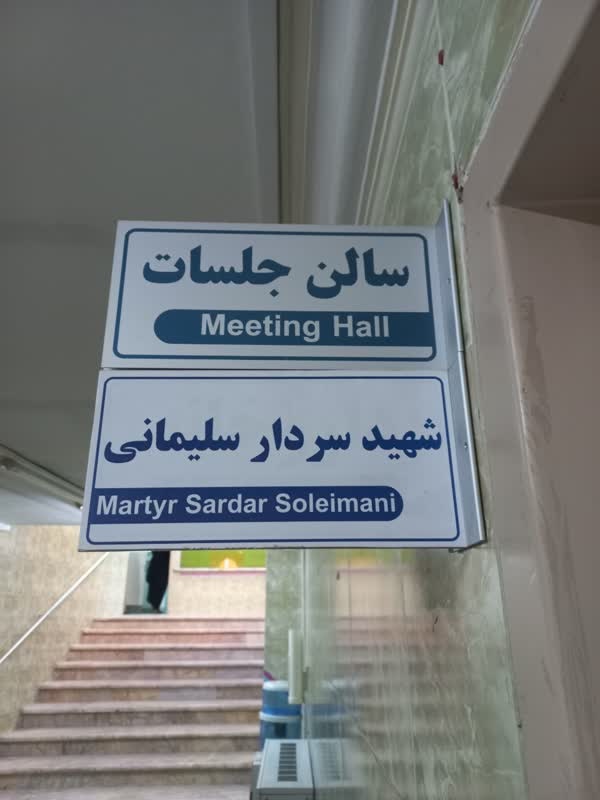 سالن جلسات
Meeting Hall
شهید سردار سلیمانی
Martyr Sardar Soleimani